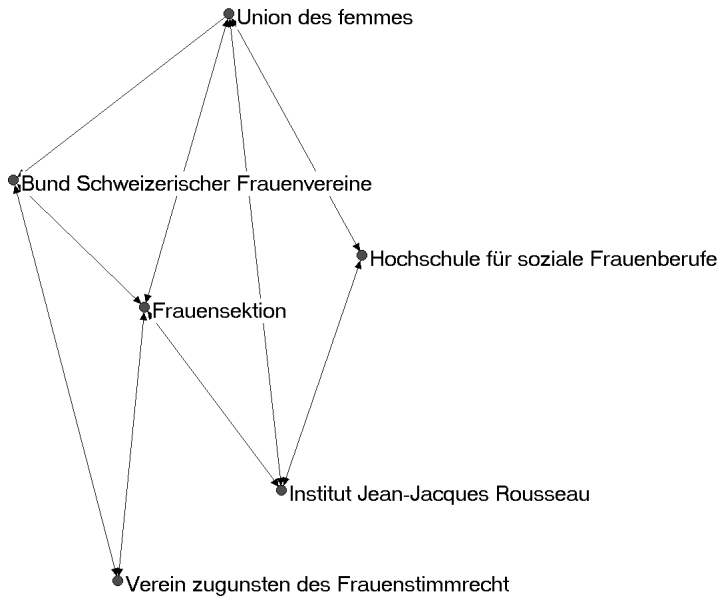 Union des femmes
Bund Schweizerischer Frauenvereine
Hochschule für soziale Frauenberufe
Frauensektion
Institut Jean-Jacques Rousseau
Verein zugunsten des Frauenstimmrecht